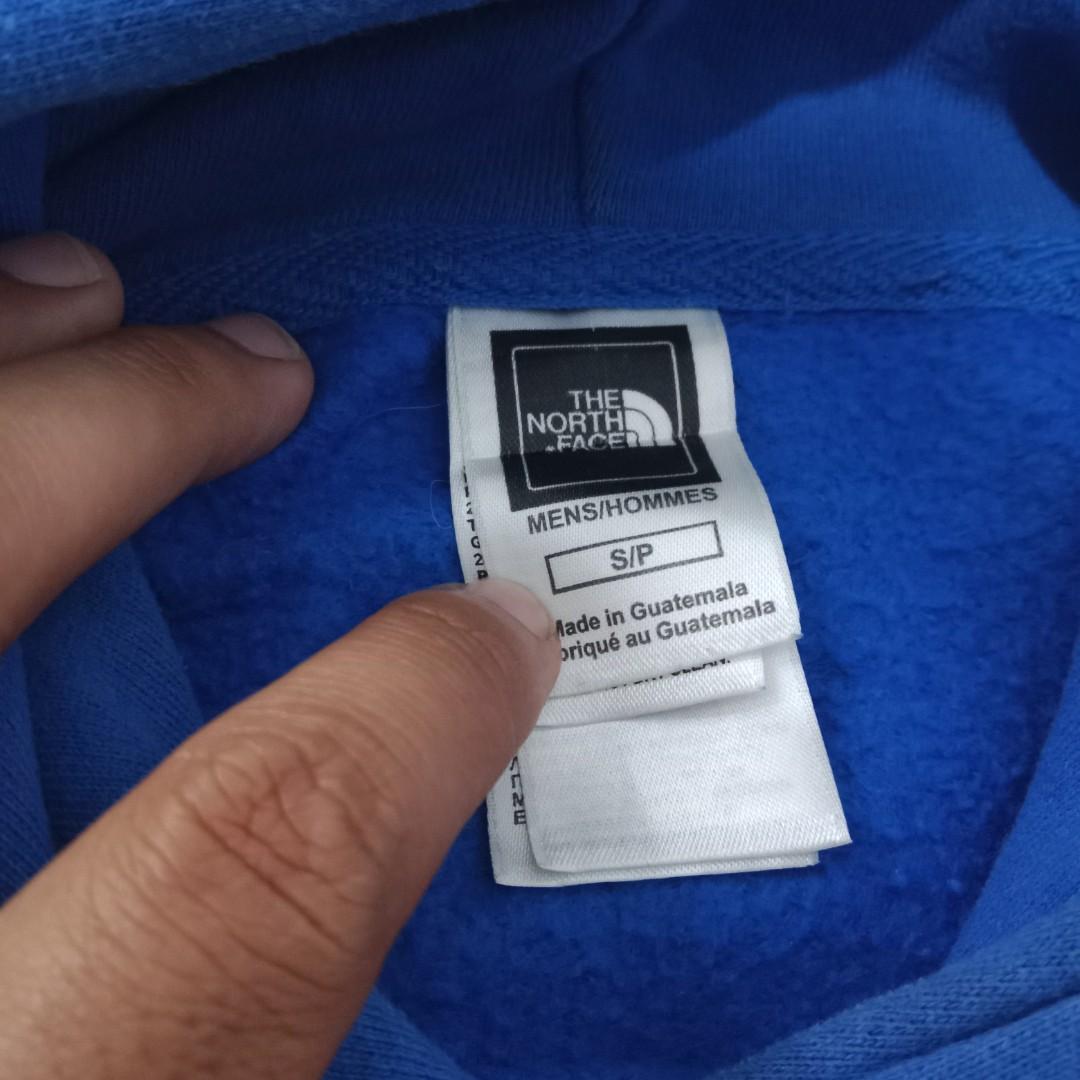 THE
NORTH
FACE
MENS/HOMMES
S/P
Made in Guatemala
briqué au Guatemala